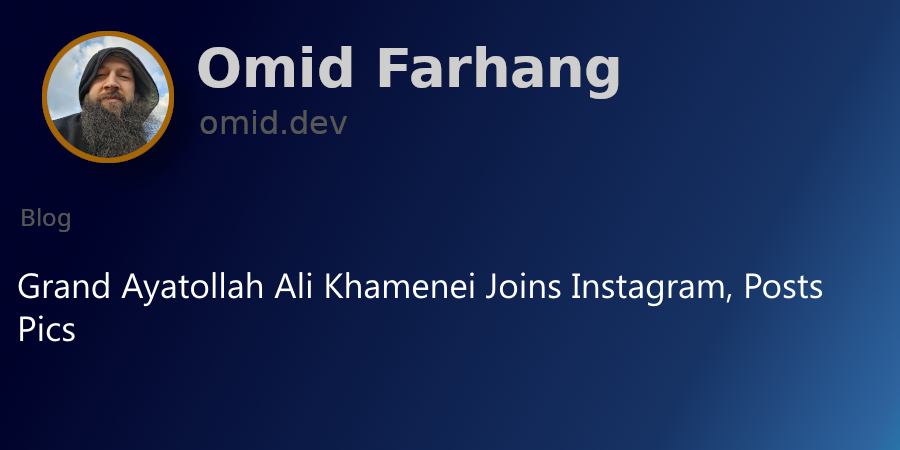 Omid Farhang
omid.dev
Blog
Grand Ayatollah Ali Khamenei Joins Instagram, Posts
Pics